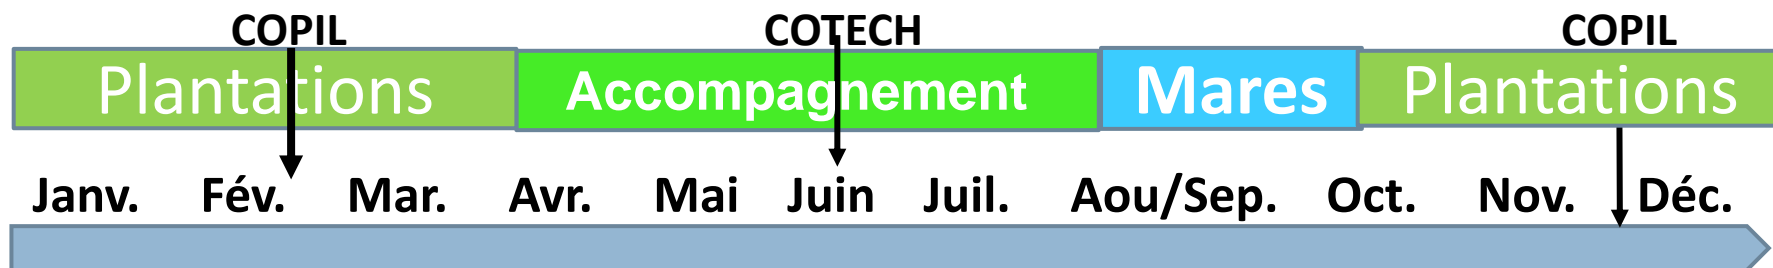 COPIL COTECH COPIL
Plantations Accompagnement Mares Plantations
Janv. Fév. Mar. Avr. Mai Juin Juil. Aou/Sep. Oct. Nov. Déc.